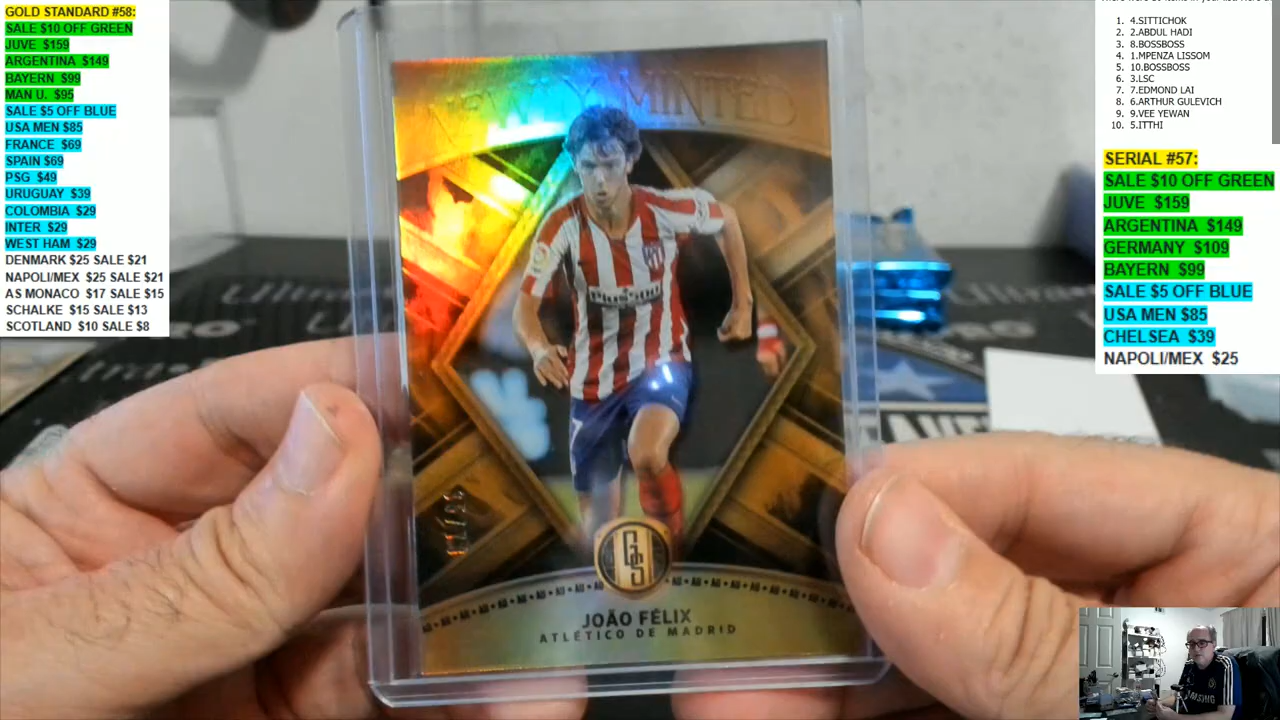 GOLD STANDARD #58:
SALE $10 OFF GREEN
JUVE $159
ARGENTINA $149
BAYERN $99
MAN U. $95
SALE $5 OFF BLUE
USA MEN $85
FRANCE $69
SPAIN $69
PSG $49
URUGUAY $39
COLOMBIA $29
INTER $29
WEST HAM $29
DENMARK $25 SALE $21
NAPOLI/MEX $25 SALE $21
AS MONACO $17 SALE $15
SCHALKE $15 SALE $13
SCOTLAND $10 SALE $8
NEWLY MINTED
GS
JOÃO FÉLIX
ATLÉTICO DE MADRID
1. 4.SITTICHOK
2. 2.ABDUL HADI
3. 8.BOSSBOSS
4. 1.MPENZA LISSOM
5. 10.BOSSBOSS
6. 3.LSC
7. 7.EDMOND LAI
8. 6.ARTHUR GULEVICH
9. 9.VEE YEWAN
10. 5.ITTHI
SERIAL #57:
SALE $10 OFF GREEN
JUVE $159
ARGENTINA $149
GERMANY $109
BAYERN $99
SALE $5 OFF BLUE
USA MEN $85
CHELSEA $39
NAPOLI/MEX $25